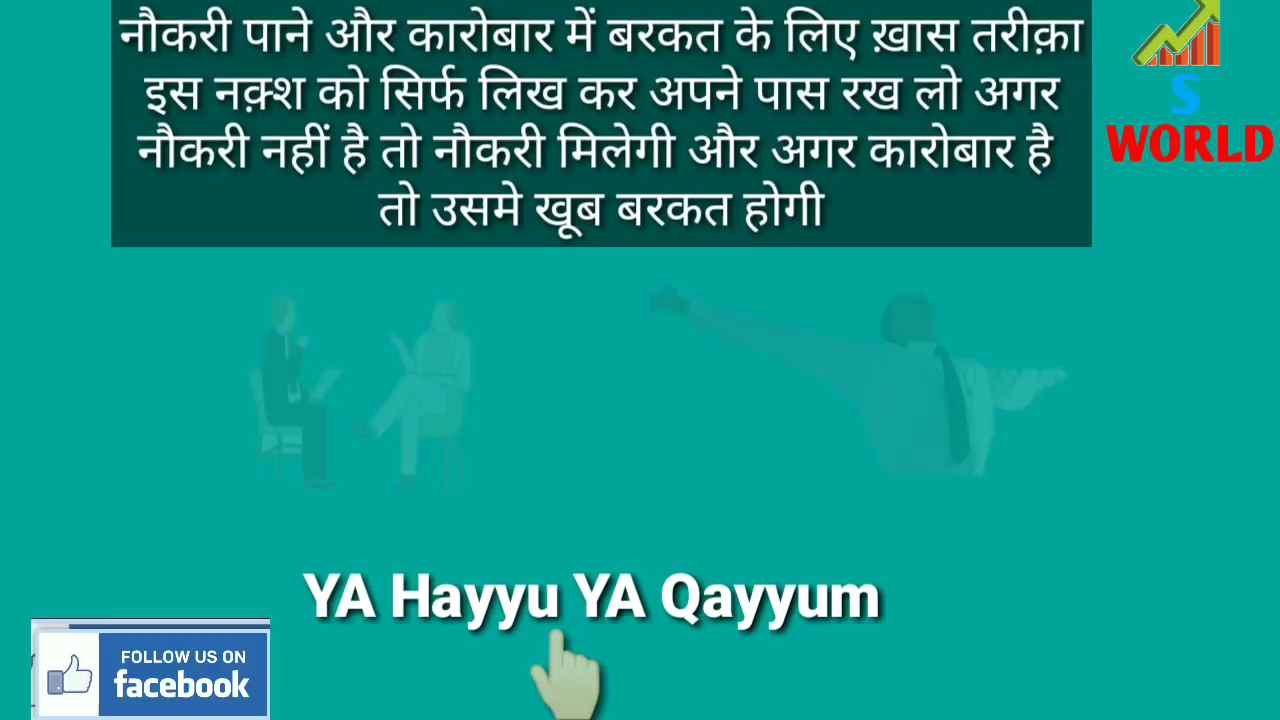 नौकरी पाने और कारोबार में बरकत के लिए ख़ास तरीक़ा
इस नक़्श को सिर्फ लिख कर अपने पास रख लो अगर
नौकरी नहीं है तो नौकरी मिलेगी और अगर कारोबार है
तो उसमे खूब बरकत होगी
S
WORLD
YA Hayyu YA Qayyum
FOLLOW US ON
facebook